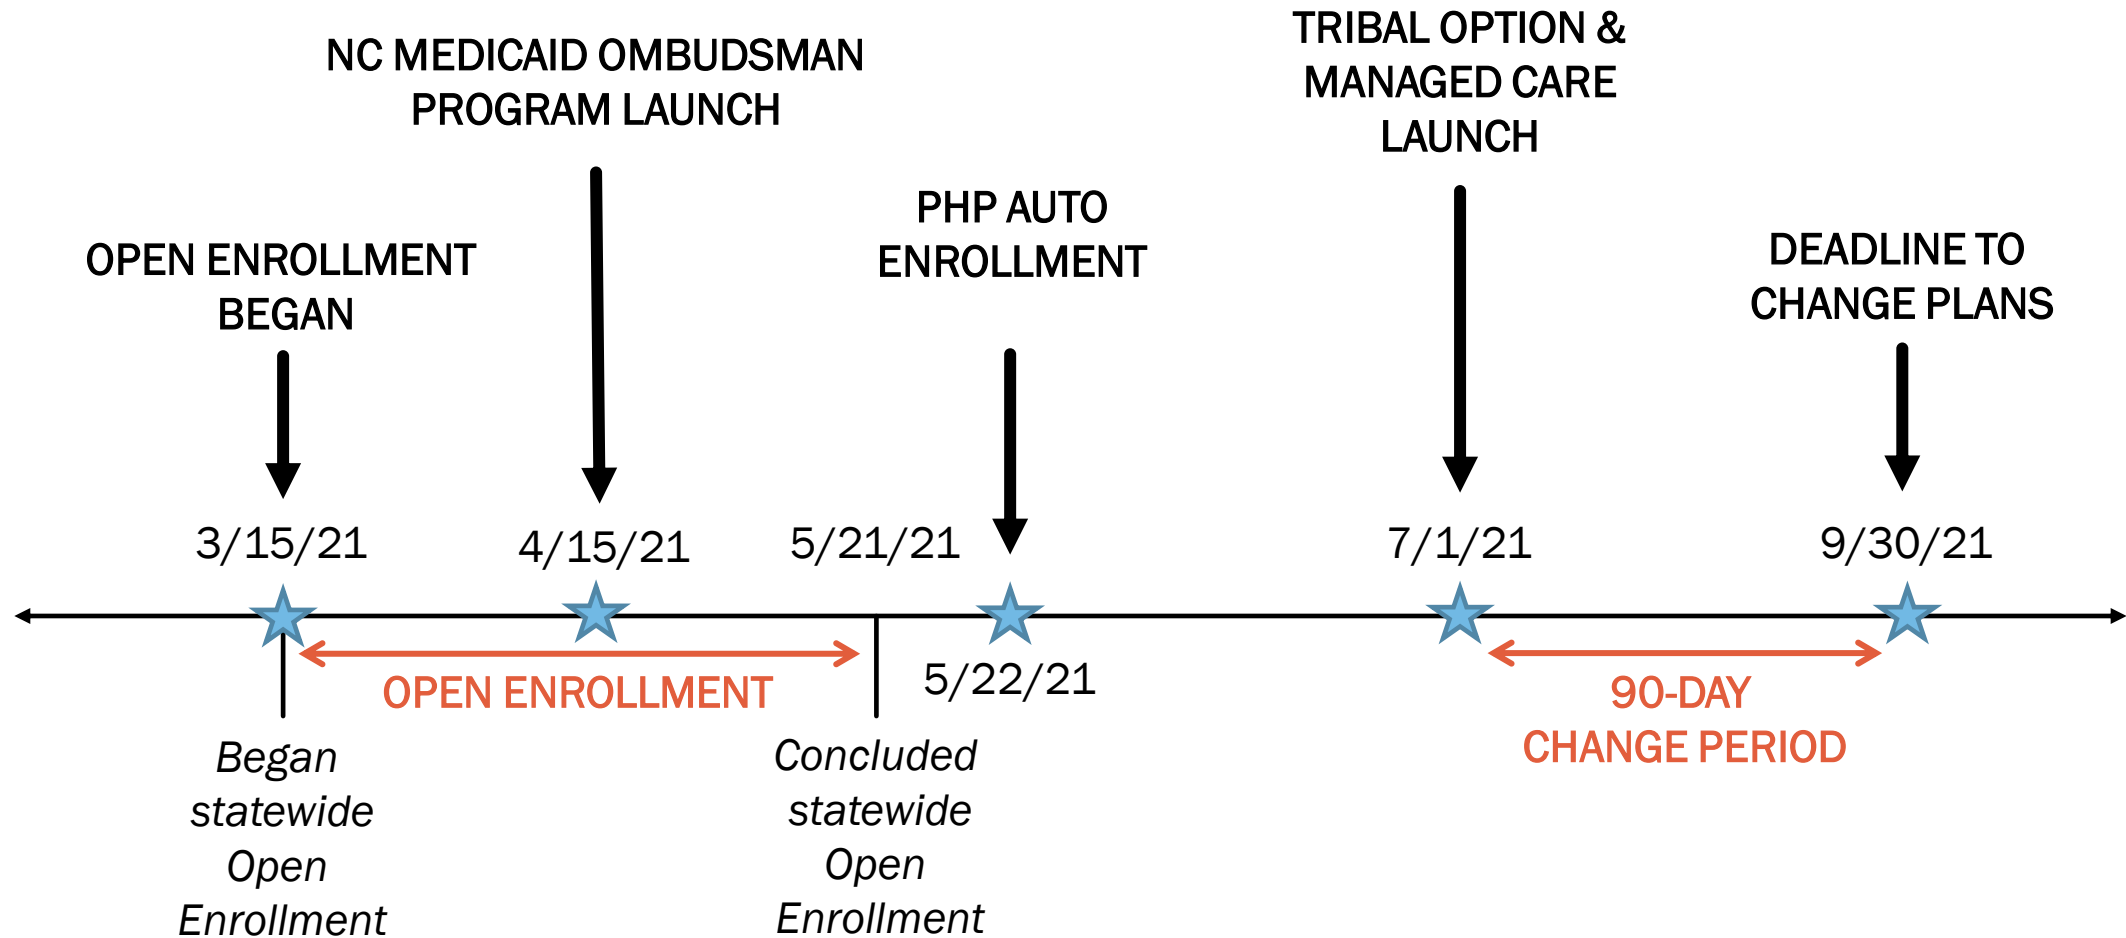 NC MEDICAID OMBUDSMAN
PROGRAM LAUNCH
TRIBAL OPTION &
MANAGED CARE
LAUNCH
OPEN ENROLLMENT
BEGAN
PHP AUTO
ENROLLMENT
DEADLINE TO
CHANGE PLANS
3/15/21
4/15/21
5/21/21
7/1/21
9/30/21
5/22/21
OPEN ENROLLMENT
90-DAY
CHANGE PERIOD
Began
statewide
Open
Enrollment
Concluded
statewide
Open
Enrollment